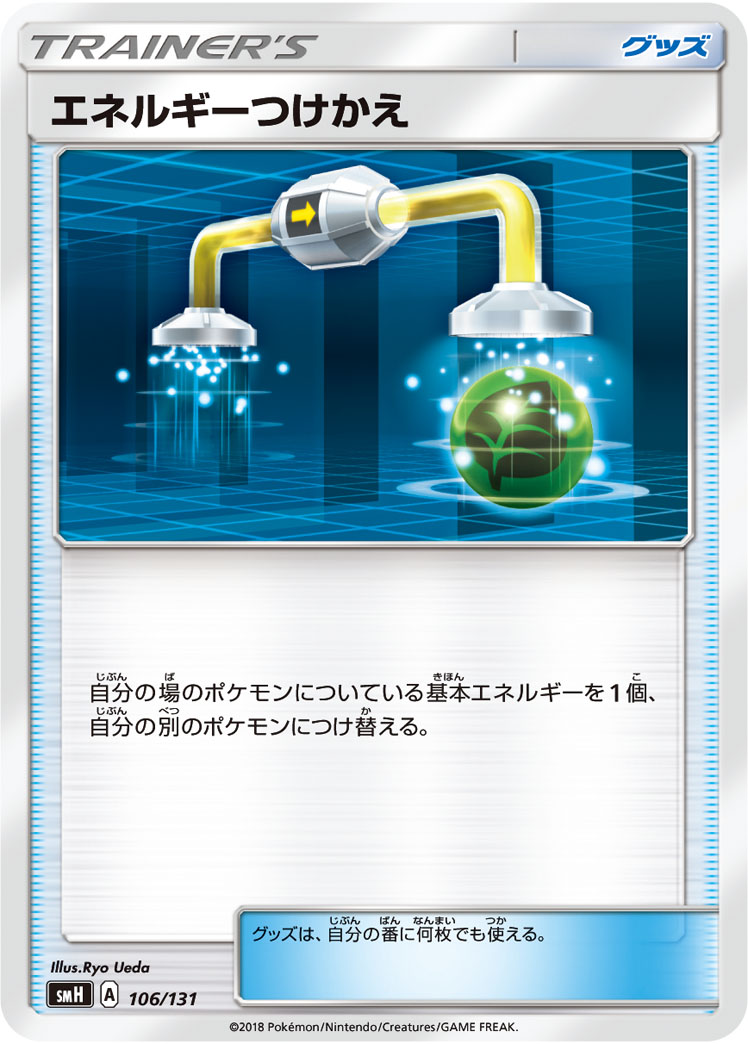 TRAINER'S
グッズ
エネルギーつけかえ
自分の場のポケモンについている基本エネルギーを1個、
自分の別のポケモンにつけ替える。
グッズは、自分の番に何枚でも使える。
Illus.Ryo Ueda
SMH A 106/131
©2018 Pokémon/Nintendo/Creatures/GAME FREAK.